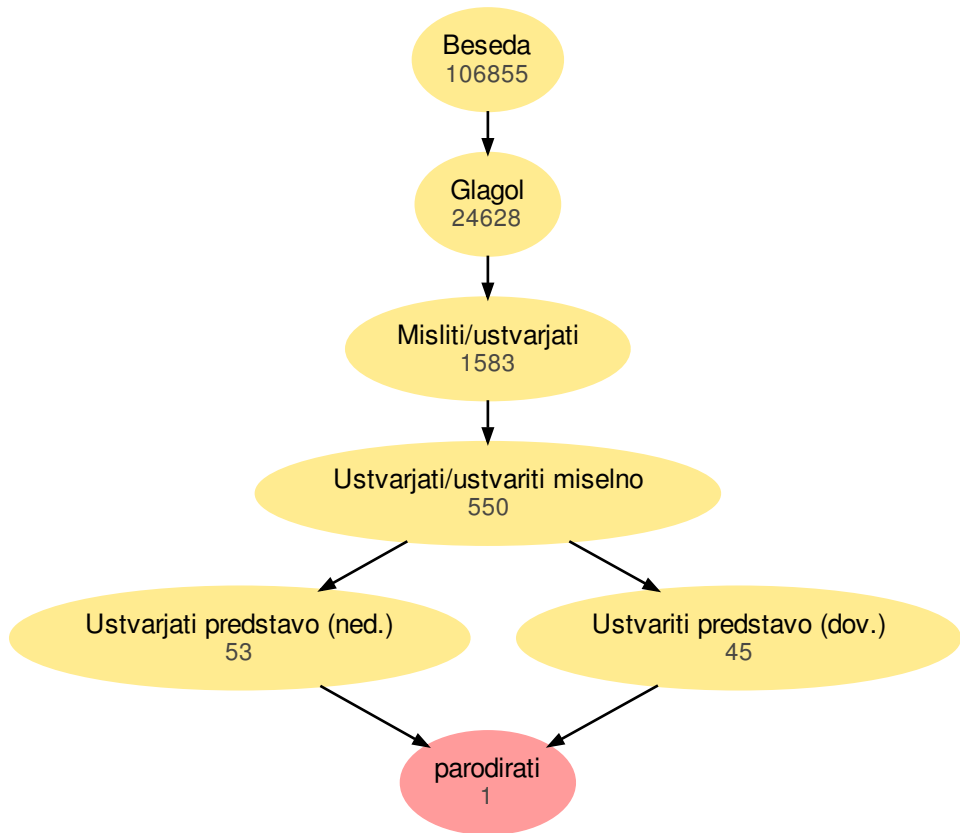 Beseda
106855
Glagol
24628
Misliti/ustvarjati
1583
Ustvarjati/ustvariti miselno
550
Ustvarjati predstavo (ned.)
53
Ustvariti predstavo (dov.)
45
parodirati
1